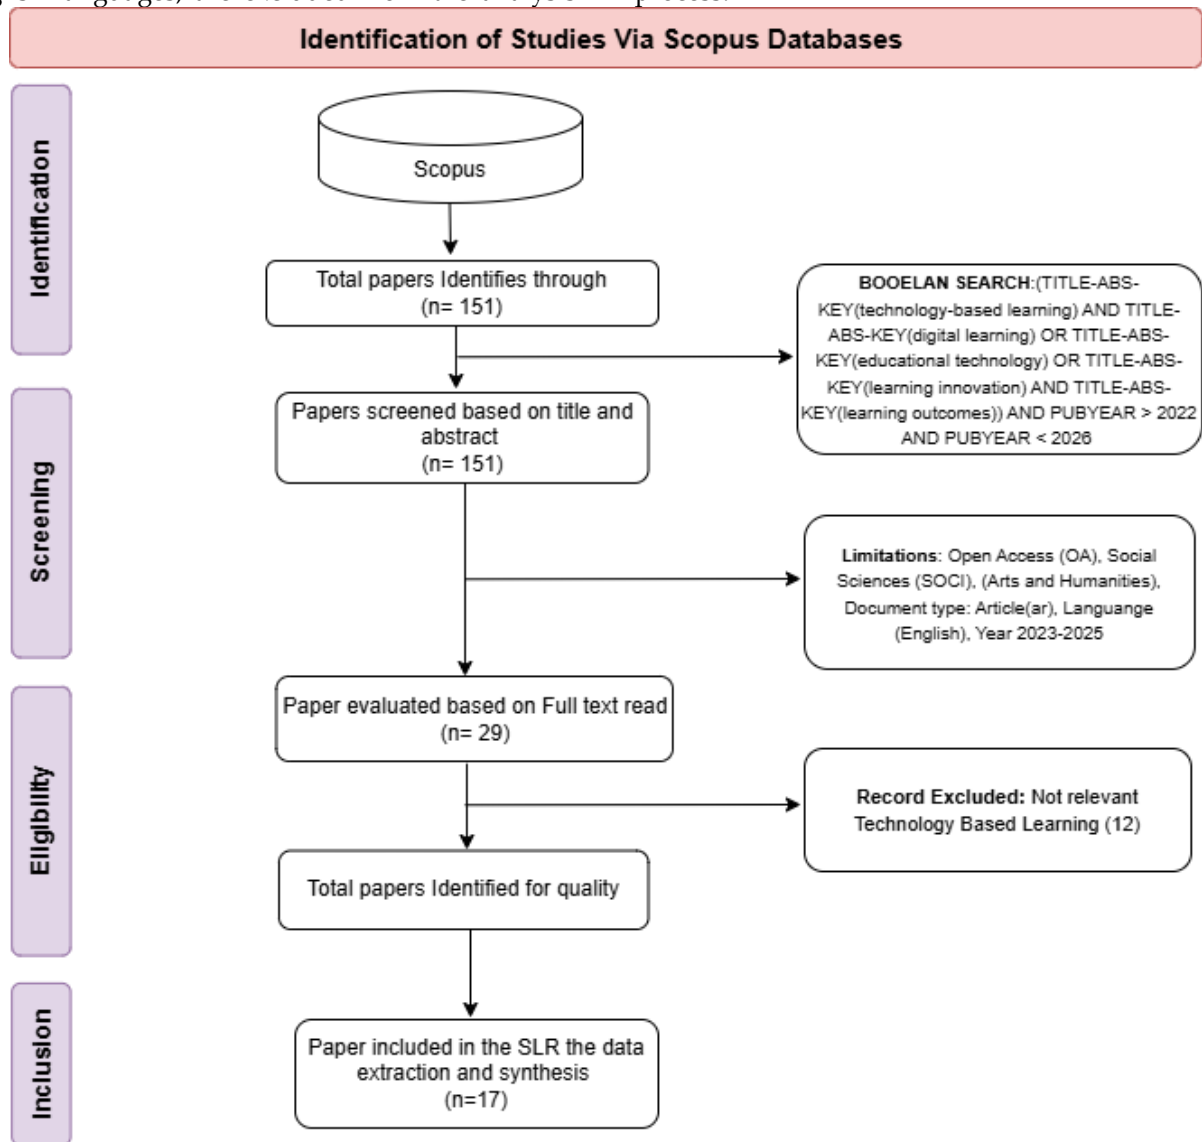 Identification of Studies Via Scopus Databases
Identification
Scopus
Total papers Identifies through
(n= 151)
BOOELAN SEARCH:(TITLE-ABS-
KEY(technology-based learning) AND TITLE-
ABS-KEY(digital learning) OR TITLE-ABS-
KEY(educational technology) OR TITLE-ABS-
KEY(learning innovation) AND TITLE-ABS-
KEY(learning outcomes)) AND PUBYEAR > 2022
AND PUBYEAR < 2026
Screening
Papers screened based on title and
abstract
(n= 151)
Limitations: Open Access (OA), Social
Sciences (SOCI), (Arts and Humanities),
Document type: Article(ar), Languange
(English), Year 2023-2025
Eligibility
Paper evaluated based on Full text read
(n= 29)
Record Excluded: Not relevant
Technology Based Learning (12)
Total papers Identified for quality
Inclusion
Paper included in the SLR the data
extraction and synthesis
(n=17)